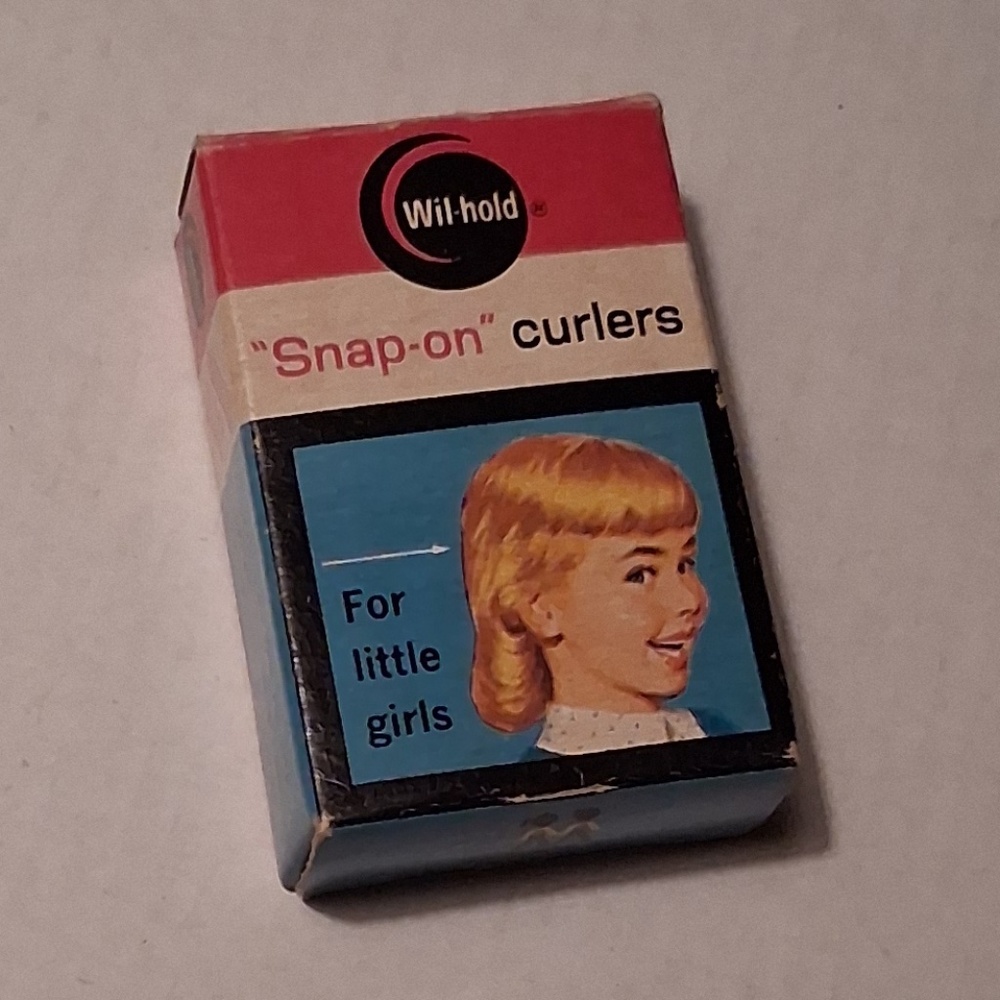 Wil-hold ®
"Snap-on" curlers
For
little
girls